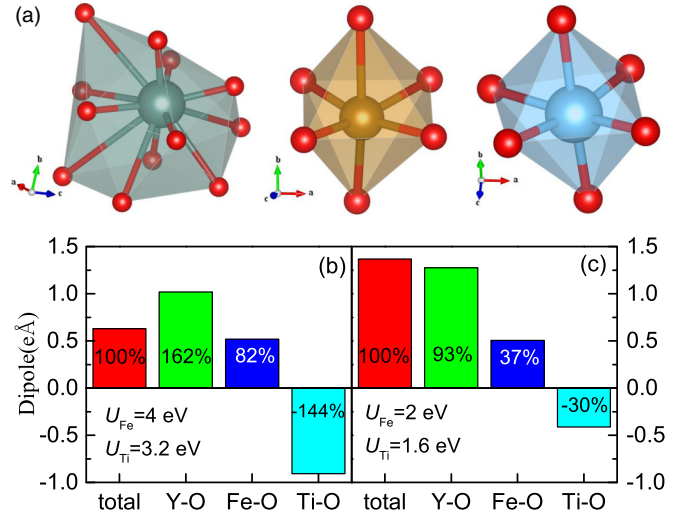 (a)
b
a
c
b
a
c
b
a
c
1.5
1.0
0.5
0.0
-0.5
-1.0
Dipole(eÅ)
(b)
100%
162%
82%
-144%
U_Fe=4 eV
U_Ti=3.2 eV
total
Y-O
Fe-O
Ti-O
(c)
100%
93%
37%
-30%
U_Fe=2 eV
U_Ti=1.6 eV
total
Y-O
Fe-O
Ti-O
1.5
1.0
0.5
0.0
-0.5
-1.0